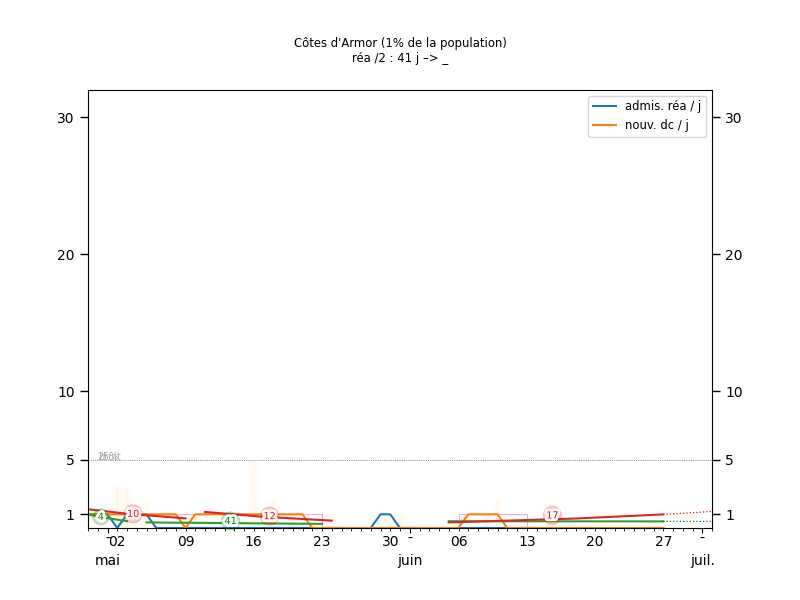 Côtes d'Armor (1% de la population)
réa /2 : 41 j –> _
admis. réa / j
nouv. dc / j
30 30
20 20
10 10
5 5
1 1
4 10 41 12 17
02 09 16 23 30 - 06 13 20 27 -
mai juin juil.